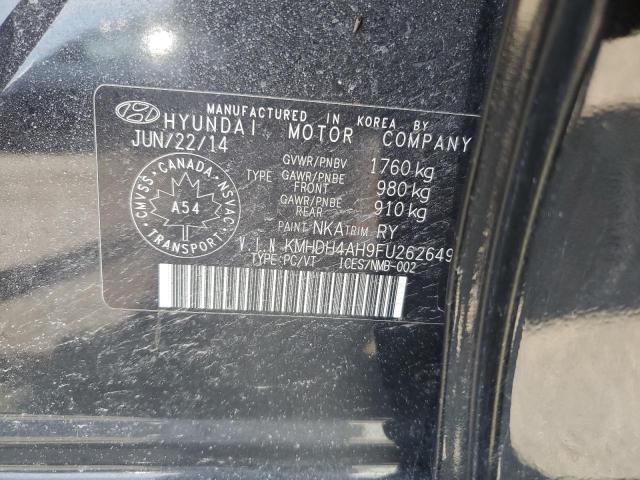 MANUFACTURED IN KOREA BY
HYUNDAI MOTOR COMPANY
JUN/22/14
GVWR/PNBV 1760 kg
TYPE GAWR/PNBE FRONT 980 kg
GAWR/PNBE REAR 910 kg
PAINT NKA TRIM RY
V.I.N KMHDH4AH9FU262649
TYPE:PC/VT ICES/NMB-002
CMVSS · CANADA · NSVAC
A54
TRANSPORT